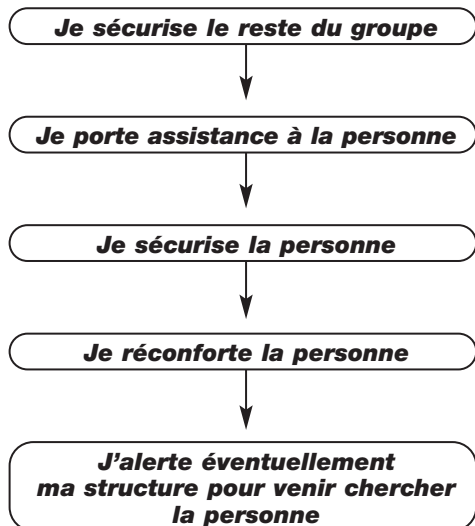 Je sécurise le reste du groupe
Je porte assistance à la personne
Je sécurise la personne
Je réconforte la personne
J'alerte éventuellement
ma structure pour venir chercher
la personne